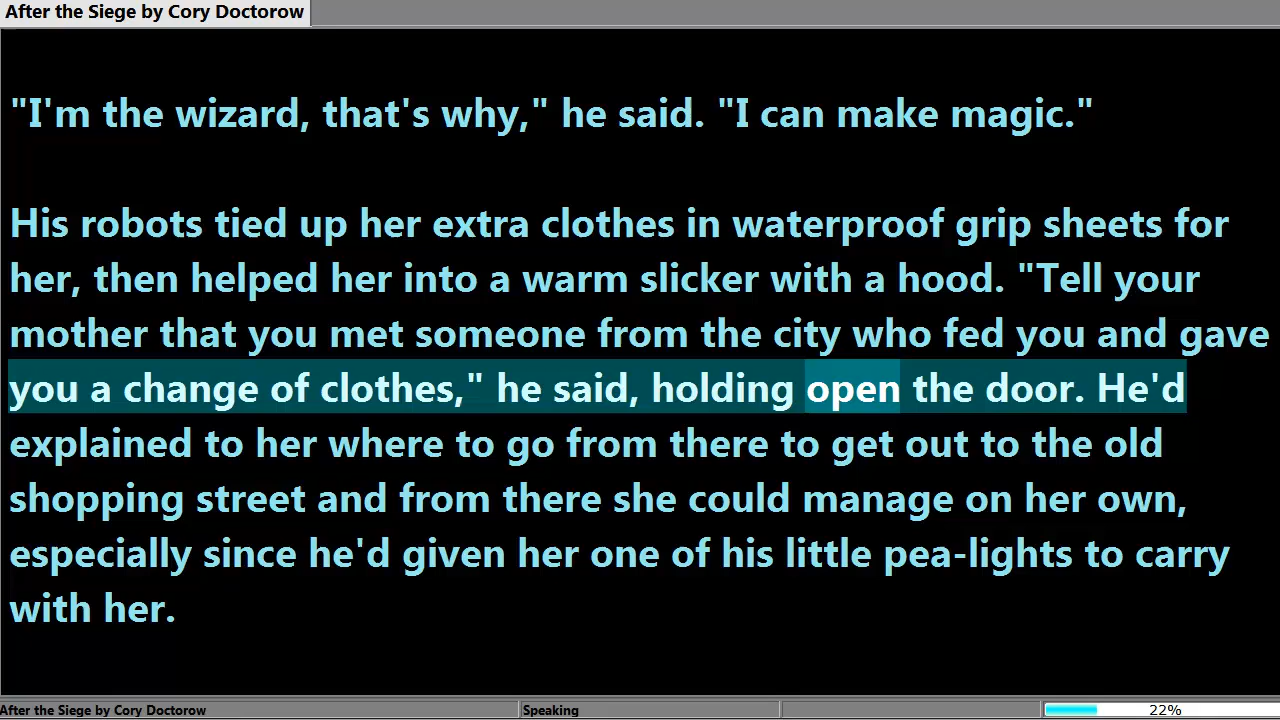 After the Siege by Cory Doctorow
"I'm the wizard, that's why," he said. "I can make magic."
His robots tied up her extra clothes in waterproof grip sheets for
her, then helped her into a warm slicker with a hood. "Tell your
mother that you met someone from the city who fed you and gave
you a change of clothes," he said, holding open the door. He'd
explained to her where to go from there to get out to the old
shopping street and from there she could manage on her own,
especially since he'd given her one of his little pea-lights to carry
with her.
After the Siege by Cory Doctorow
Speaking
22%